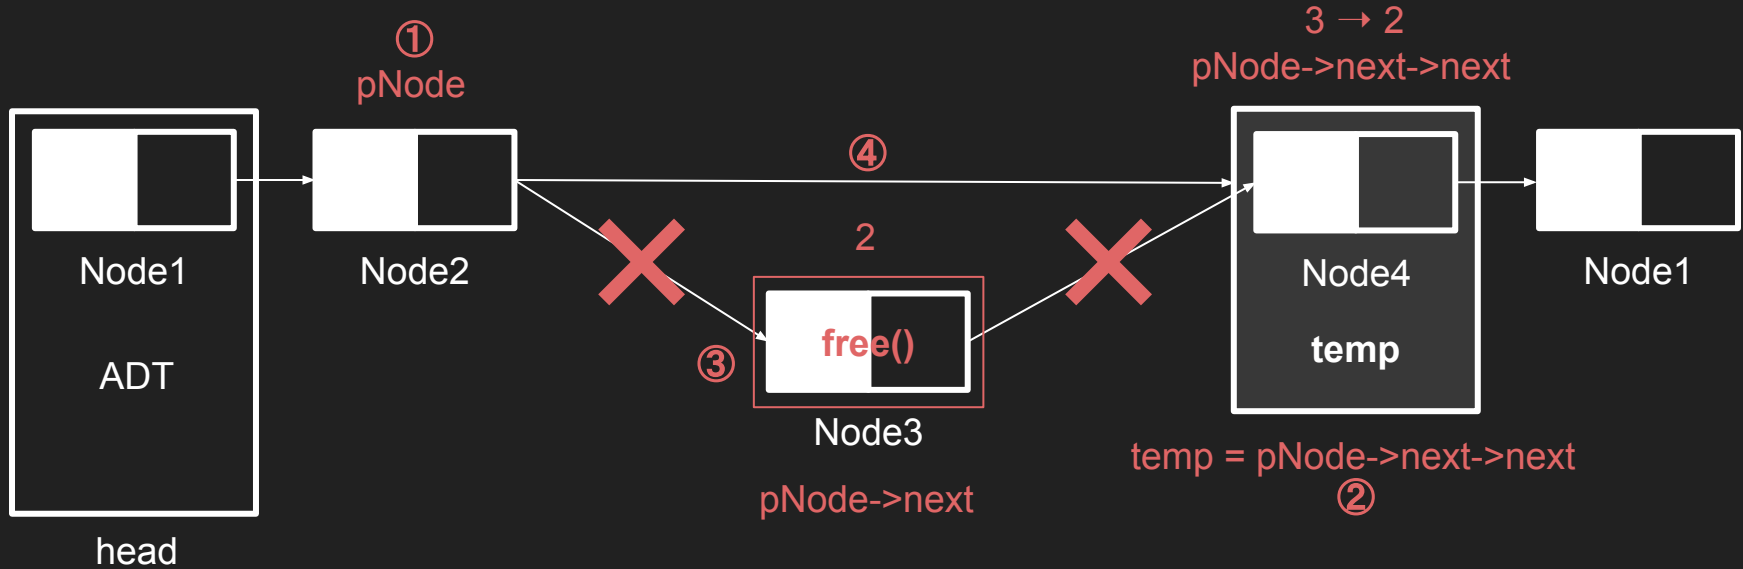 ①
pNode
3 → 2
pNode->next->next
④
2
Node1
Node2
Node4
Node1
free()
③
temp
ADT
Node3
temp = pNode->next->next
②
pNode->next
head